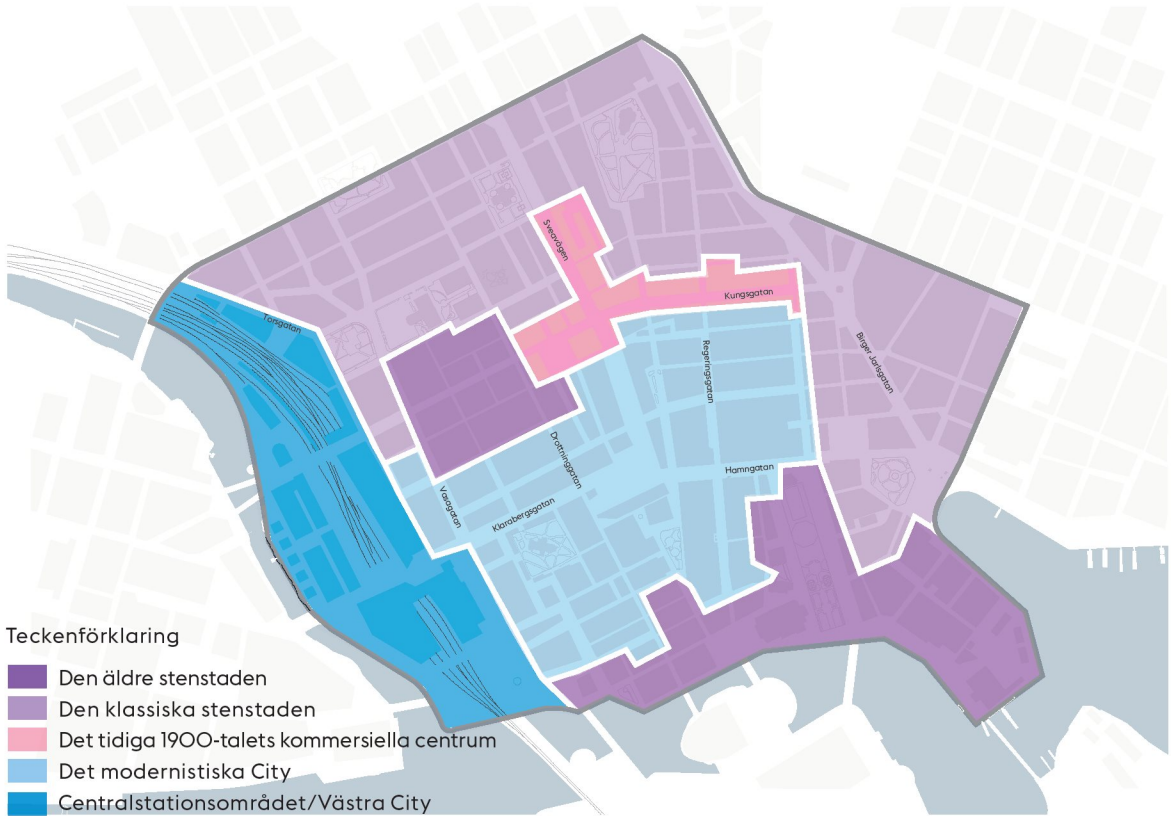 Sveavägen
Kungsgatan
Torsgatan
Regeringsgatan
Birger Jarlsgatan
Drottninggatan
Hamngatan
Vasagatan
Klarabergsgatan
Teckenförklaring
Den äldre stenstaden
Den klassiska stenstaden
Det tidiga 1900-talets kommersiella centrum
Det modernistiska City
Centralstationsområdet/Västra City